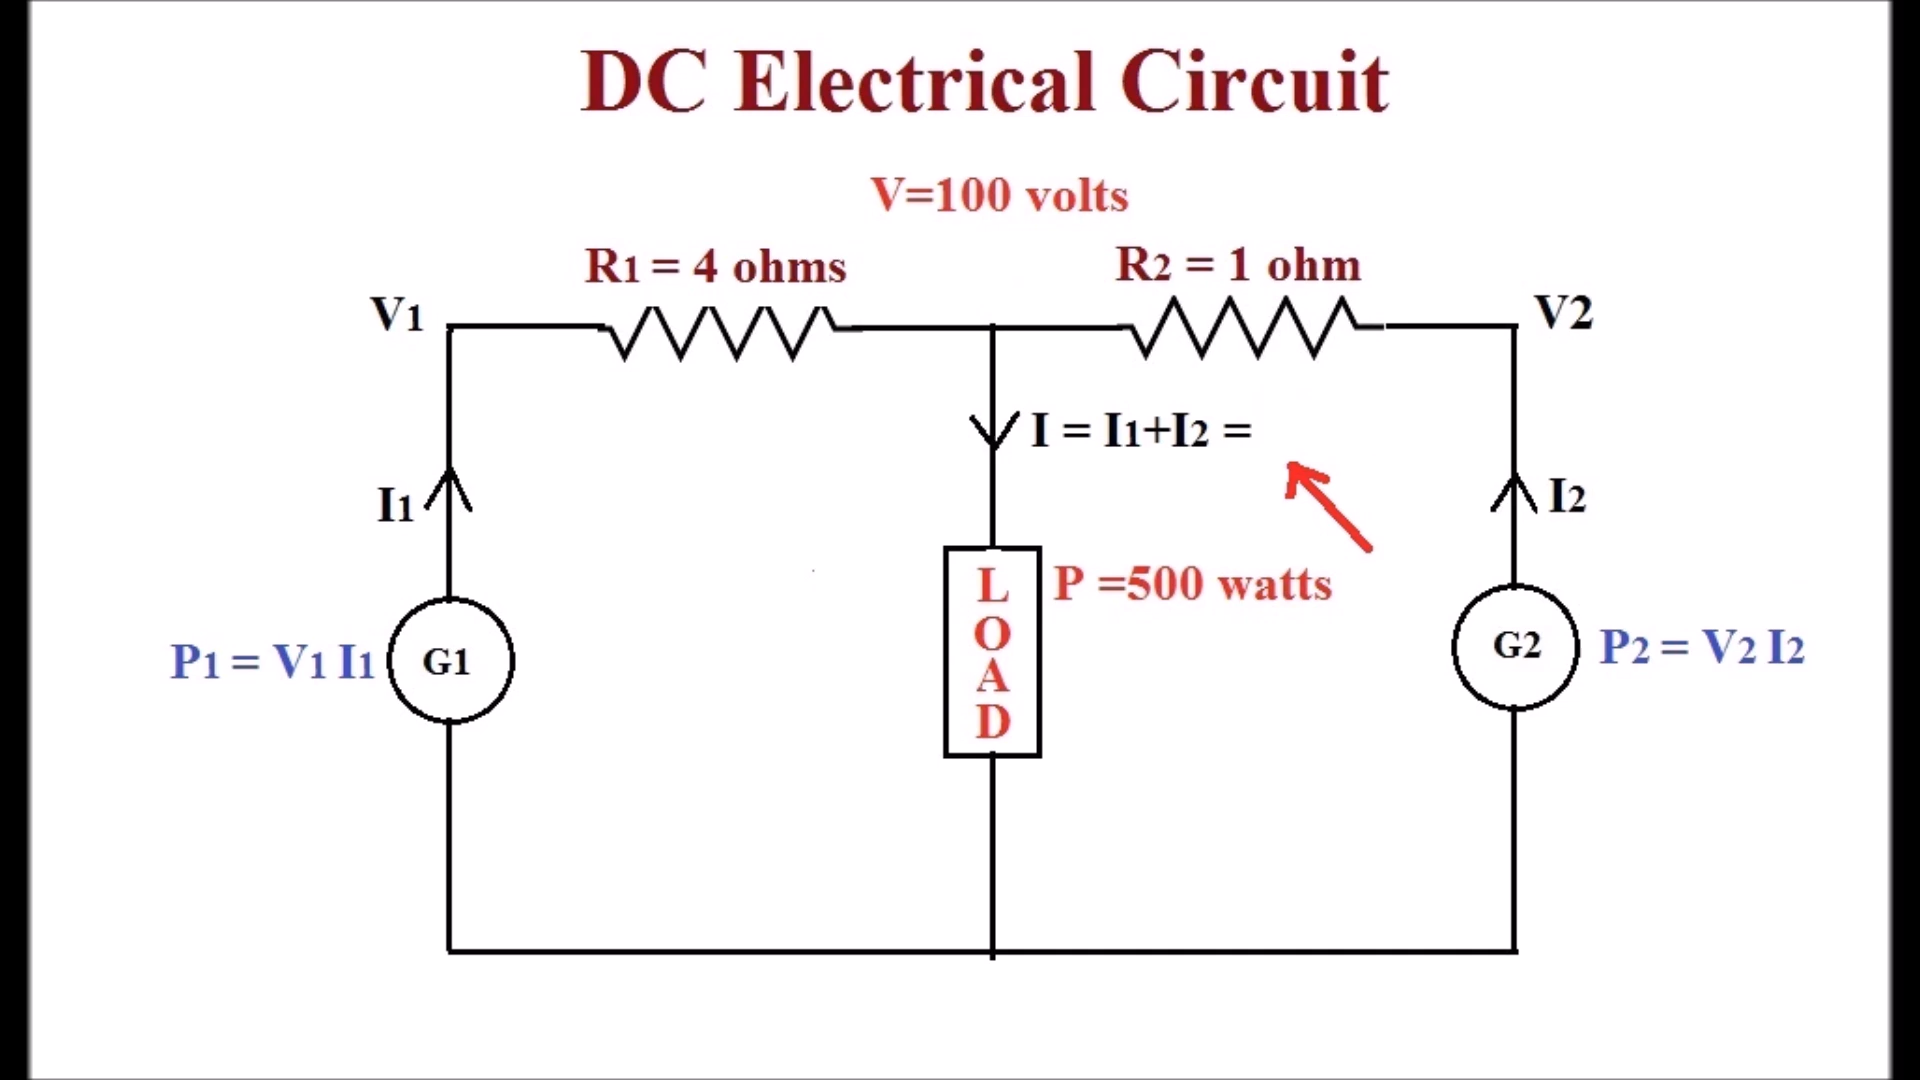 DC Electrical Circuit
V=100 volts
R1 = 4 ohms
R2 = 1 ohm
V1
V2
I = I1+I2 =
I1
I2
L
O
A
D
P =500 watts
P1 = V1 I1
G1
G2
P2 = V2 I2